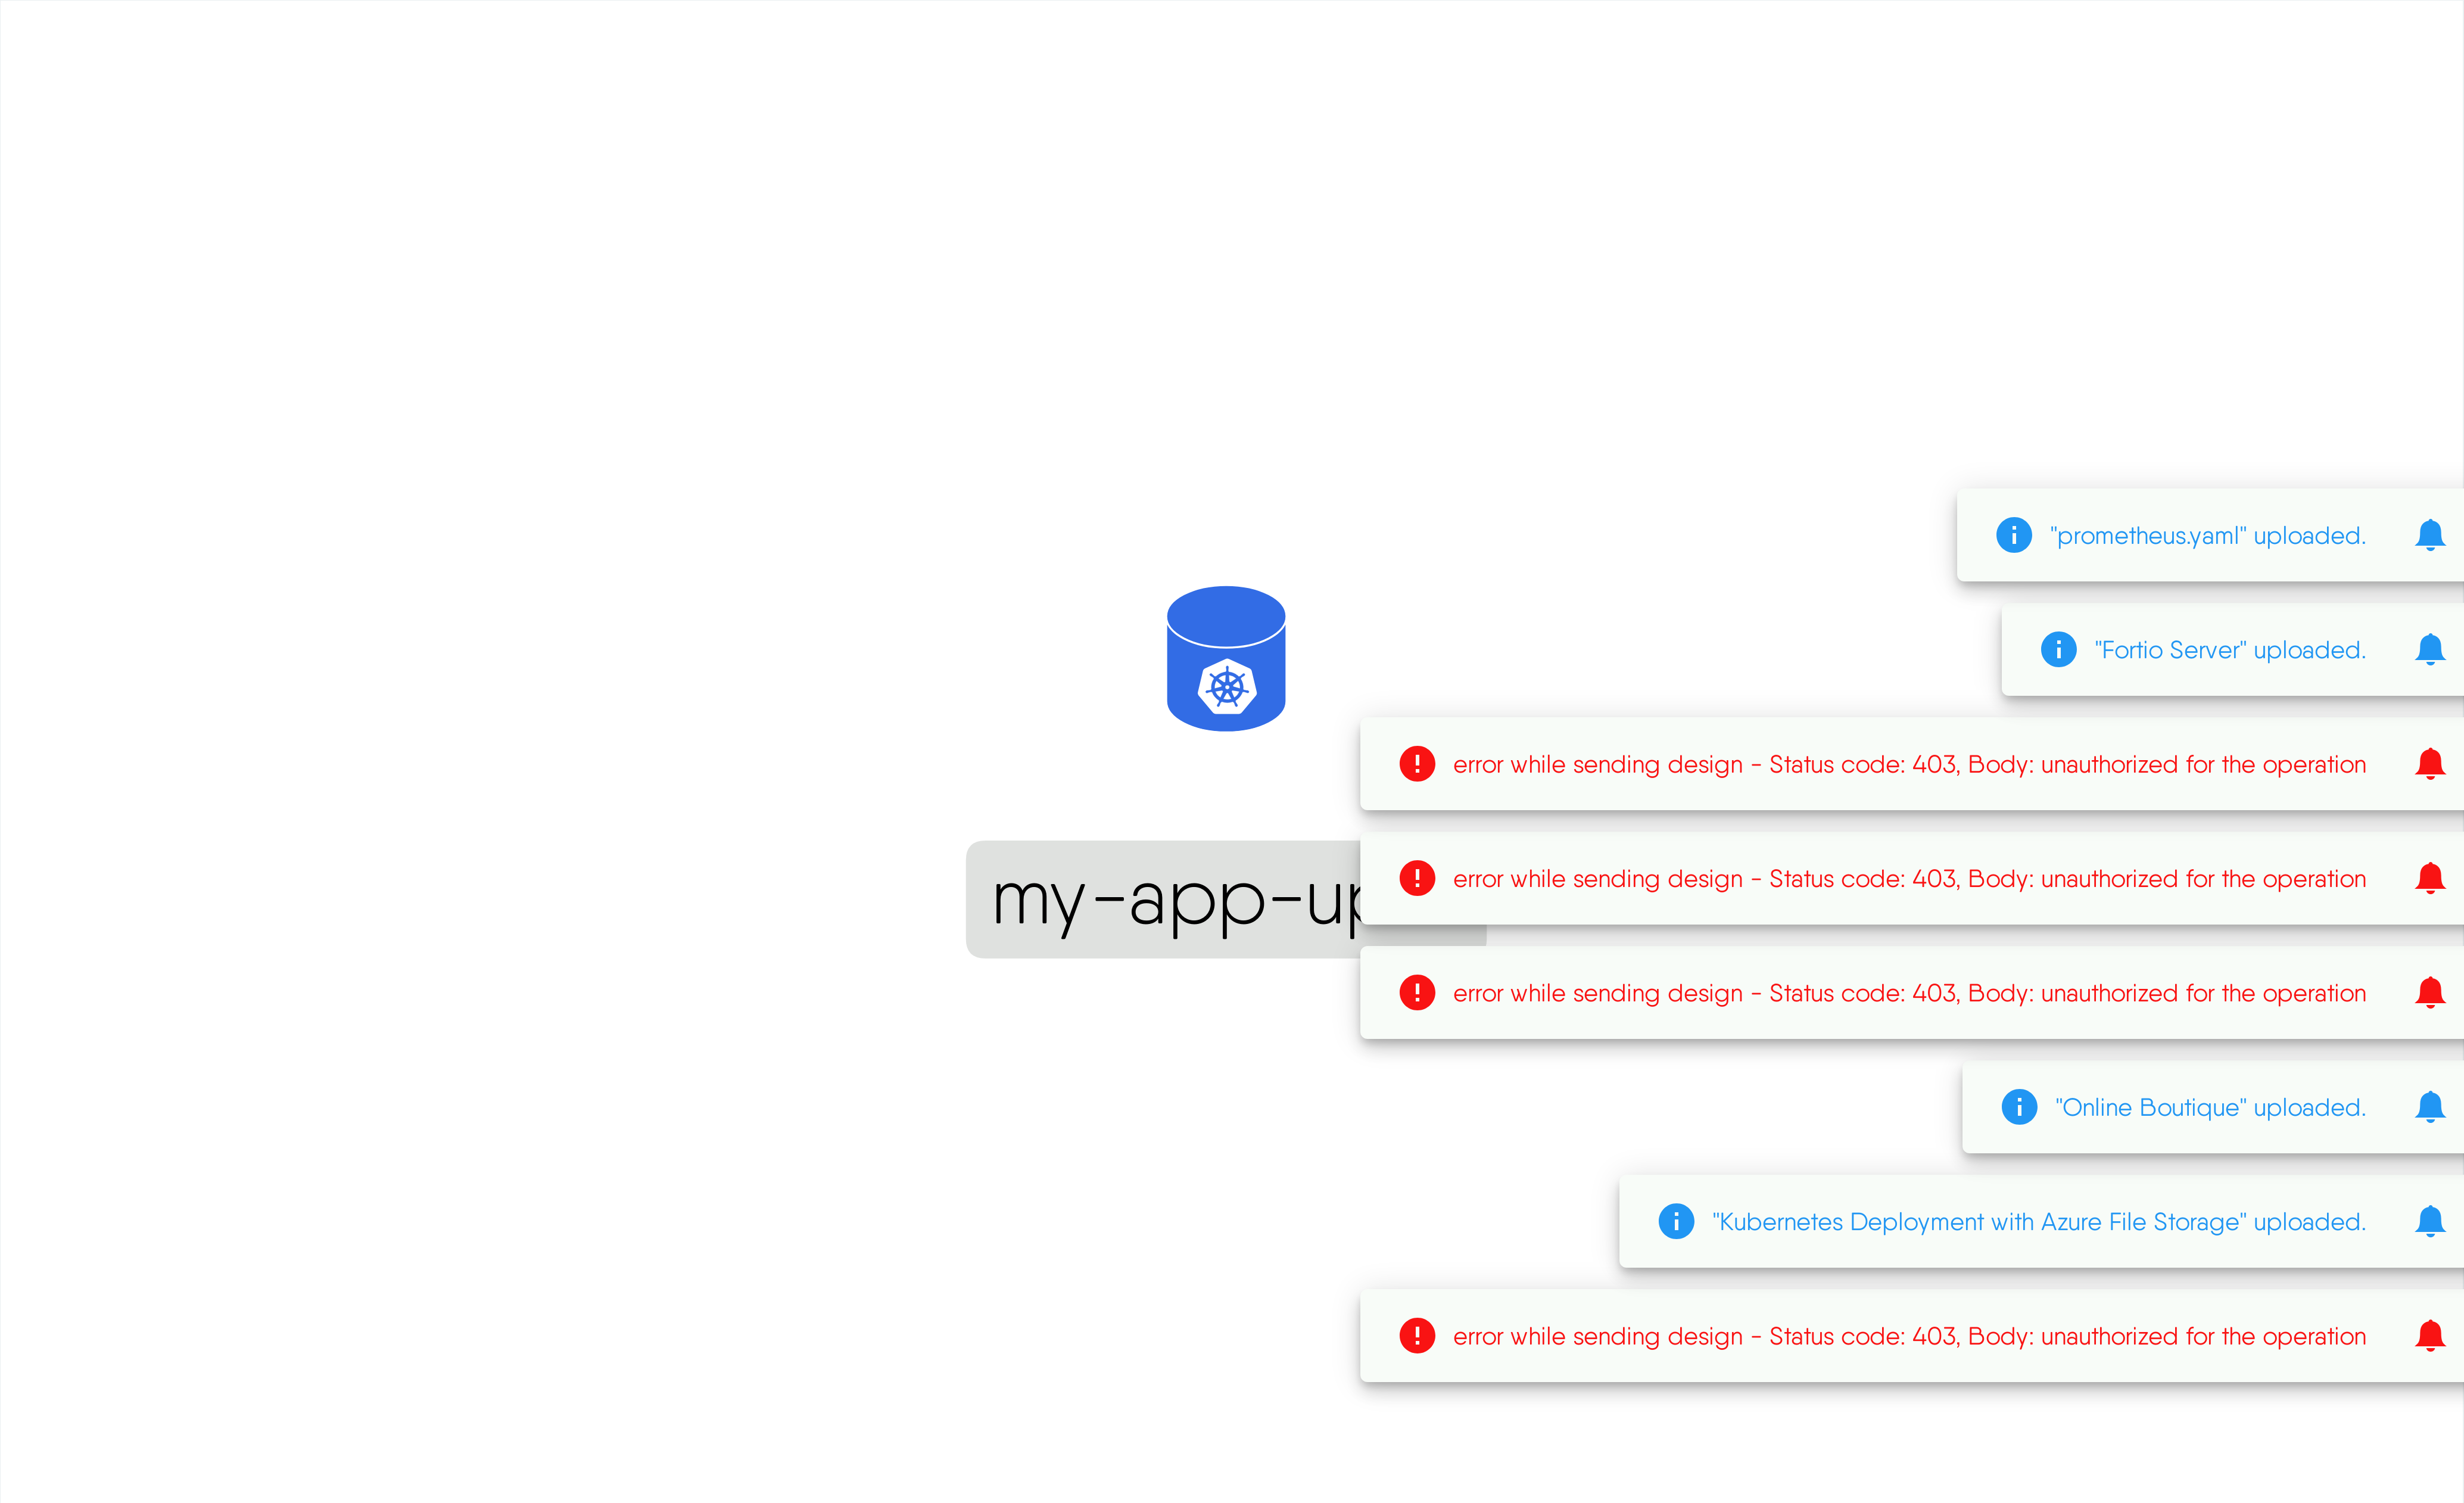 "prometheus.yaml" uploaded.
"Fortio Server" uploaded.
error while sending design - Status code: 403, Body: unauthorized for the operation
error while sending design - Status code: 403, Body: unauthorized for the operation
my-app-up
error while sending design - Status code: 403, Body: unauthorized for the operation
"Online Boutique" uploaded.
"Kubernetes Deployment with Azure File Storage" uploaded.
error while sending design - Status code: 403, Body: unauthorized for the operation